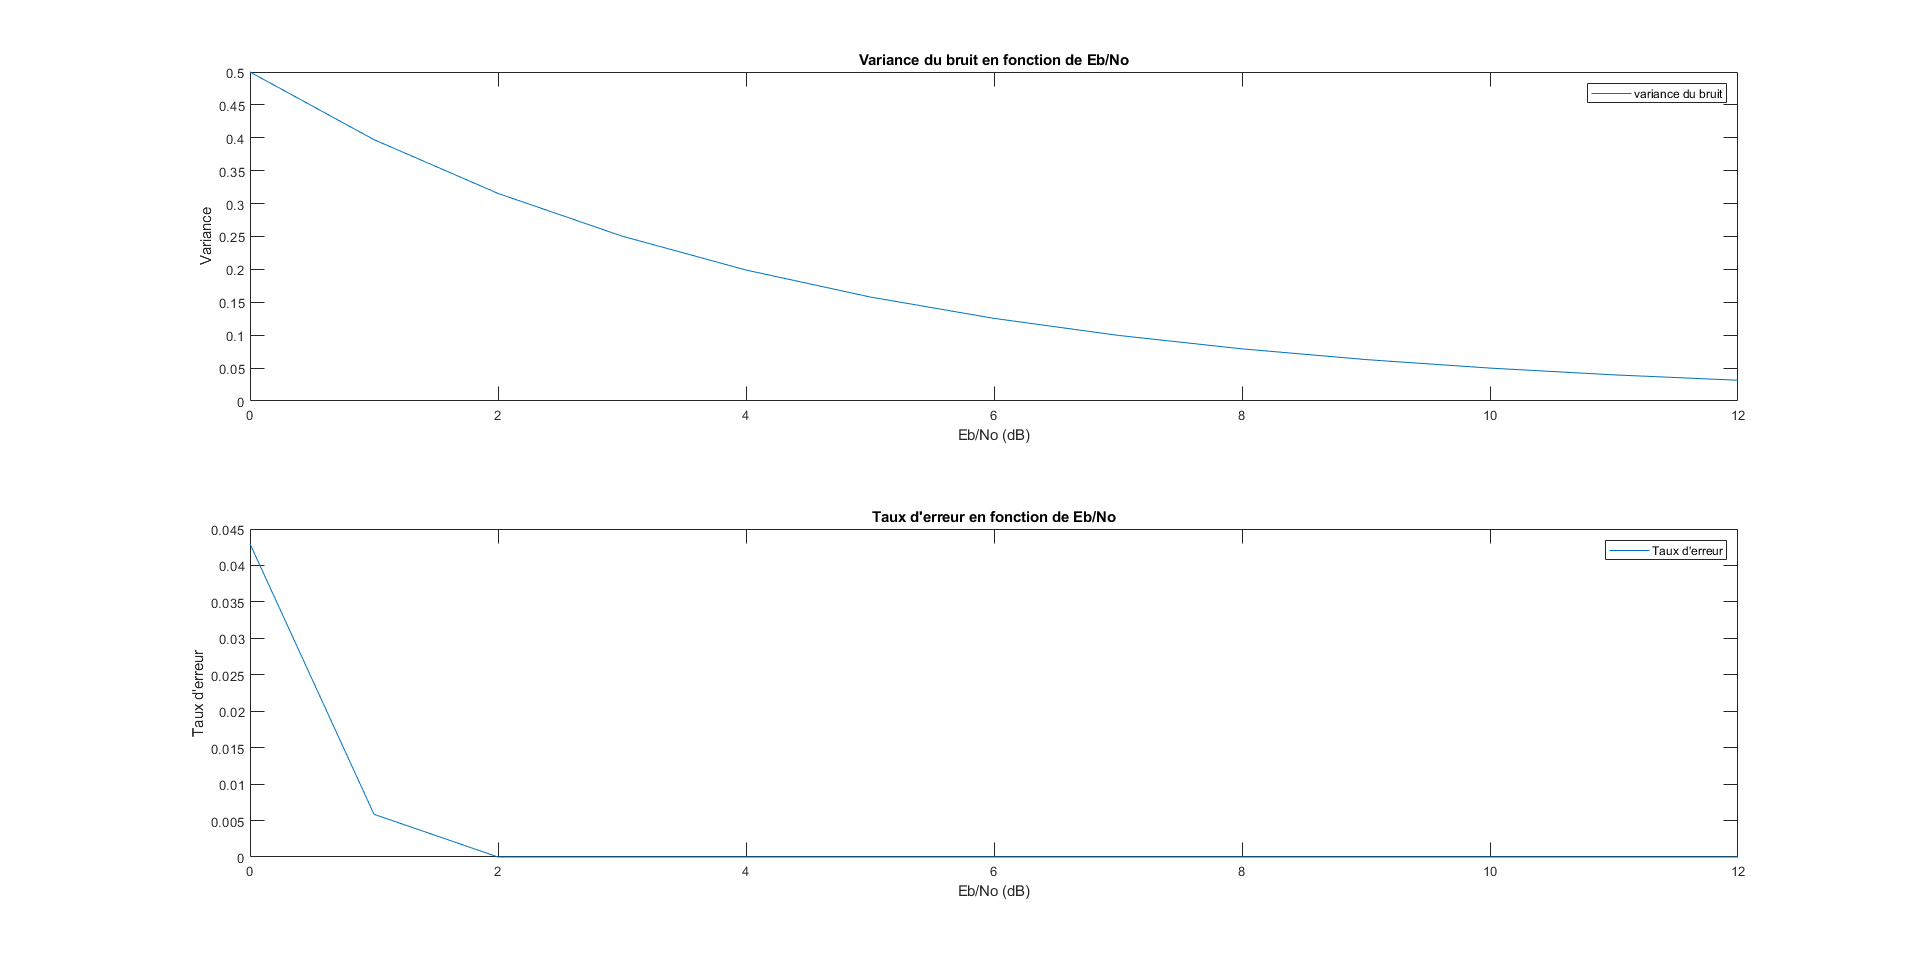 Variance du bruit en fonction de Eb/No
variance du bruit
0.5
0.45
0.4
0.35
0.3
0.25
0.2
0.15
0.1
0.05
0
Variance
0 2 4 6 8 10 12
Eb/No (dB)
Taux d'erreur en fonction de Eb/No
Taux d'erreur
0.045
0.04
0.035
0.03
0.025
0.02
0.015
0.01
0.005
0
Taux d'erreur
0 2 4 6 8 10 12
Eb/No (dB)